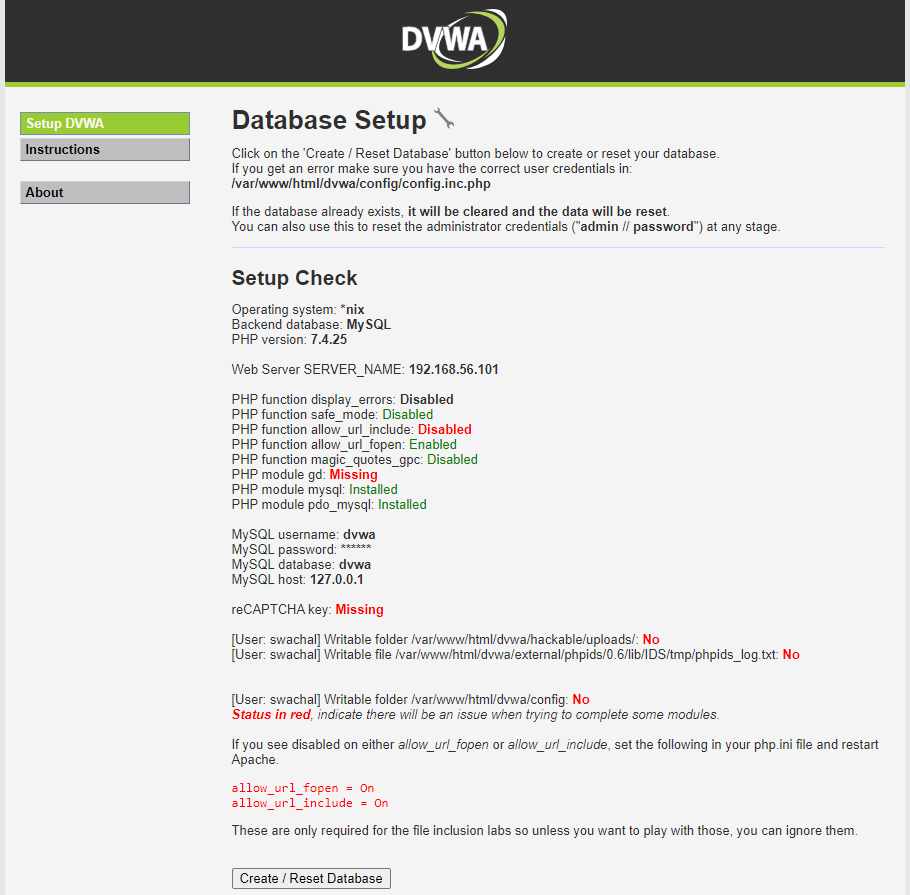 DVWA
Setup DVWA
Instructions
About
Database Setup
Click on the 'Create / Reset Database' button below to create or reset your database.
If you get an error make sure you have the correct user credentials in:
/var/www/html/dvwa/config/config.inc.php
If the database already exists, it will be cleared and the data will be reset.
You can also use this to reset the administrator credentials ("admin // password") at any stage.
Setup Check
Operating system: *nix
Backend database: MySQL
PHP version: 7.4.25
Web Server SERVER_NAME: 192.168.56.101
PHP function display_errors: Disabled
PHP function safe_mode: Disabled
PHP function allow_url_include: Disabled
PHP function allow_url_fopen: Enabled
PHP function magic_quotes_gpc: Disabled
PHP module gd: Missing
PHP module mysql: Installed
PHP module pdo_mysql: Installed
MySQL username: dvwa
MySQL password: ******
MySQL database: dvwa
MySQL host: 127.0.0.1
reCAPTCHA key: Missing
[User: swachal] Writable folder /var/www/html/dvwa/hackable/uploads/: No
[User: swachal] Writable file /var/www/html/dvwa/external/phpids/0.6/lib/IDS/tmp/phpids_log.txt: No
[User: swachal] Writable folder /var/www/html/dvwa/config: No
Status in red, indicate there will be an issue when trying to complete some modules.
If you see disabled on either allow_url_fopen or allow_url_include, set the following in your php.ini file and restart
Apache.
allow_url_fopen = On
allow_url_include = On
These are only required for the file inclusion labs so unless you want to play with those, you can ignore them.
Create / Reset Database